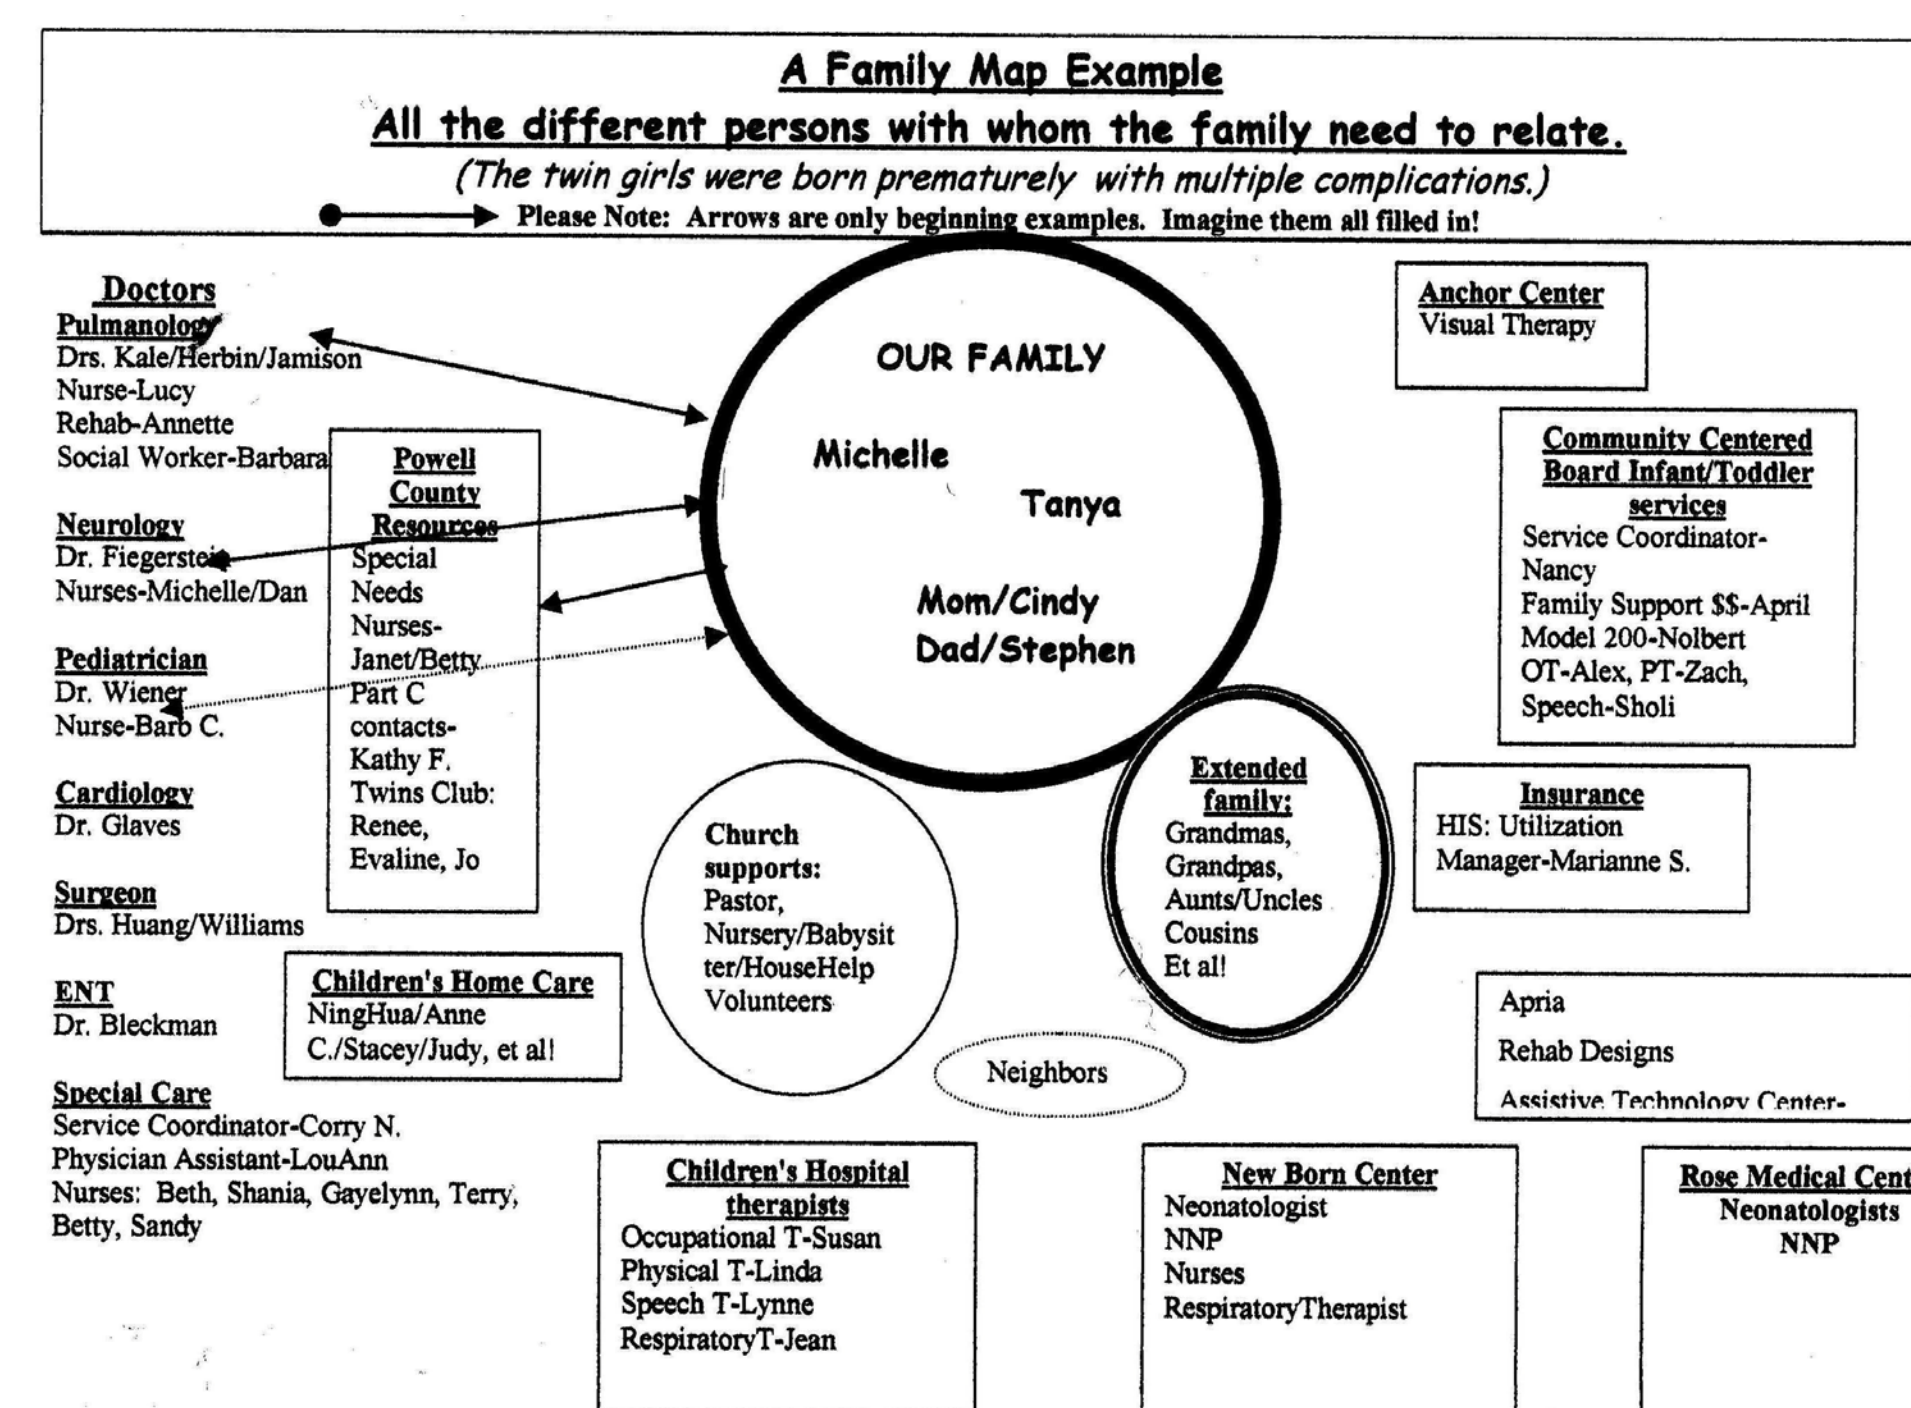 A Family Map Example
All the different persons with whom the family need to relate.
(The twin girls were born prematurely with multiple complications.)
Please Note: Arrows are only beginning examples. Imagine them all filled in!
Doctors
Pulmanology
Drs. Kale/Herbin/Jamison
Nurse-Lucy
Rehab-Annette
Social Worker-Barbara
Neurology
Dr. Fiegerstein
Nurses-Michelle/Dan
Pediatrician
Dr. Wiener
Nurse-Barb C.
Cardiology
Dr. Glaves
Surgeon
Drs. Huang/Williams
ENT
Dr. Bleckman
Special Care
Service Coordinator-Corry N.
Physician Assistant-LouAnn
Nurses: Beth, Shania, Gayelynn, Terry,
Betty, Sandy
Powell
County
Resources
Special
Needs
Nurses-
Janet/Betty
Part C
contacts-
Kathy F.
Twins Club:
Renee,
Evaline, Jo
Children's Home Care
NingHua/Anne
C./Stacey/Judy, et al!
OUR FAMILY
Michelle
Tanya
Mom/Cindy
Dad/Stephen
Church
supports:
Pastor,
Nursery/Babysit
ter/HouseHelp
Volunteers
Extended
family:
Grandmas,
Grandpas,
Aunts/Uncles
Cousins
Et al!
Neighbors
Anchor Center
Visual Therapy
Community Centered
Board Infant/Toddler
services
Service Coordinator-
Nancy
Family Support $$-April
Model 200-Nolbert
OT-Alex, PT-Zach,
Speech-Sholi
Insurance
HIS: Utilization
Manager-Marianne S.
Apria
Rehab Designs
Assistive Technology Center-
Children's Hospital
therapists
Occupational T-Susan
Physical T-Linda
Speech T-Lynne
RespiratoryT-Jean
New Born Center
Neonatologist
NNP
Nurses
RespiratoryTherapist
Rose Medical Cent
Neonatologists
NNP